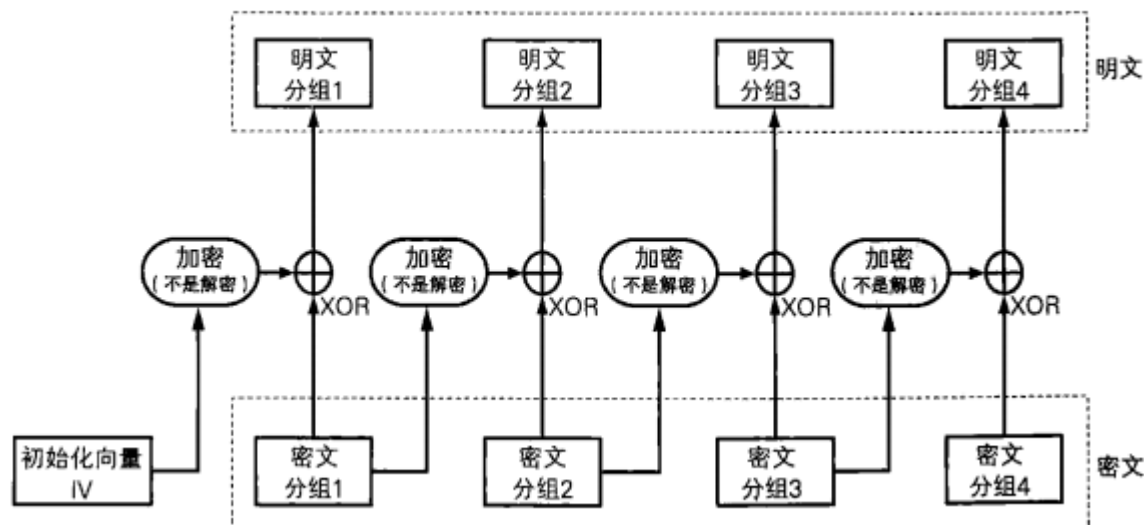 明文
分组1
明文
分组2
明文
分组3
明文
分组4
明文
加密
(不是解密)
XOR
加密
(不是解密)
XOR
加密
(不是解密)
XOR
加密
(不是解密)
XOR
初始化向量
IV
密文
分组1
密文
分组2
密文
分组3
密文
分组4
密文